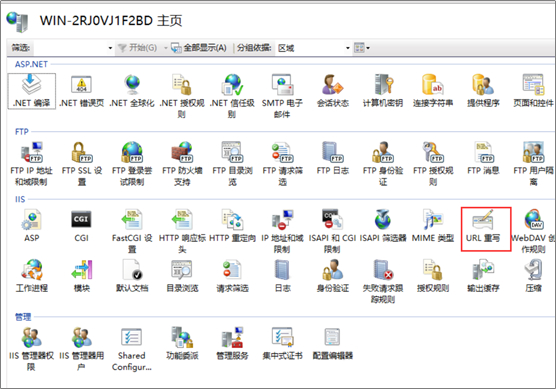 WIN-2RJ0VJ1F2BD 主页
筛选: 开始(G) 全部显示(A) 分组依据: 区域
ASP.NET
.NET 编译 .NET 错误页 .NET 全球化 .NET 授权规则 .NET 信任级别 SMTP 电子邮件 会话状态 计算机密钥 连接字符串 提供程序 页面和控件
FTP
FTP IP 地址和域限制 FTP SSL 设置 FTP 登录尝试限制 FTP 防火墙支持 FTP 目录浏览 FTP 请求筛选 FTP 日志 FTP 身份验证 FTP 授权规则 FTP 消息 FTP 用户隔离
IIS
ASP CGI FastCGI 设置 HTTP 响应标头 HTTP 重定向 IP 地址和域限制 ISAPI 和 CGI 限制 ISAPI 筛选器 MIME 类型 URL 重写 WebDAV 创作规则
工作进程 模块 默认文档 目录浏览 请求筛选 日志 身份验证 失败请求跟踪规则 授权规则 输出缓存 压缩
管理
IIS 管理器权限 IIS 管理器用户 Shared Configur... 功能委派 管理服务 集中式证书 配置编辑器